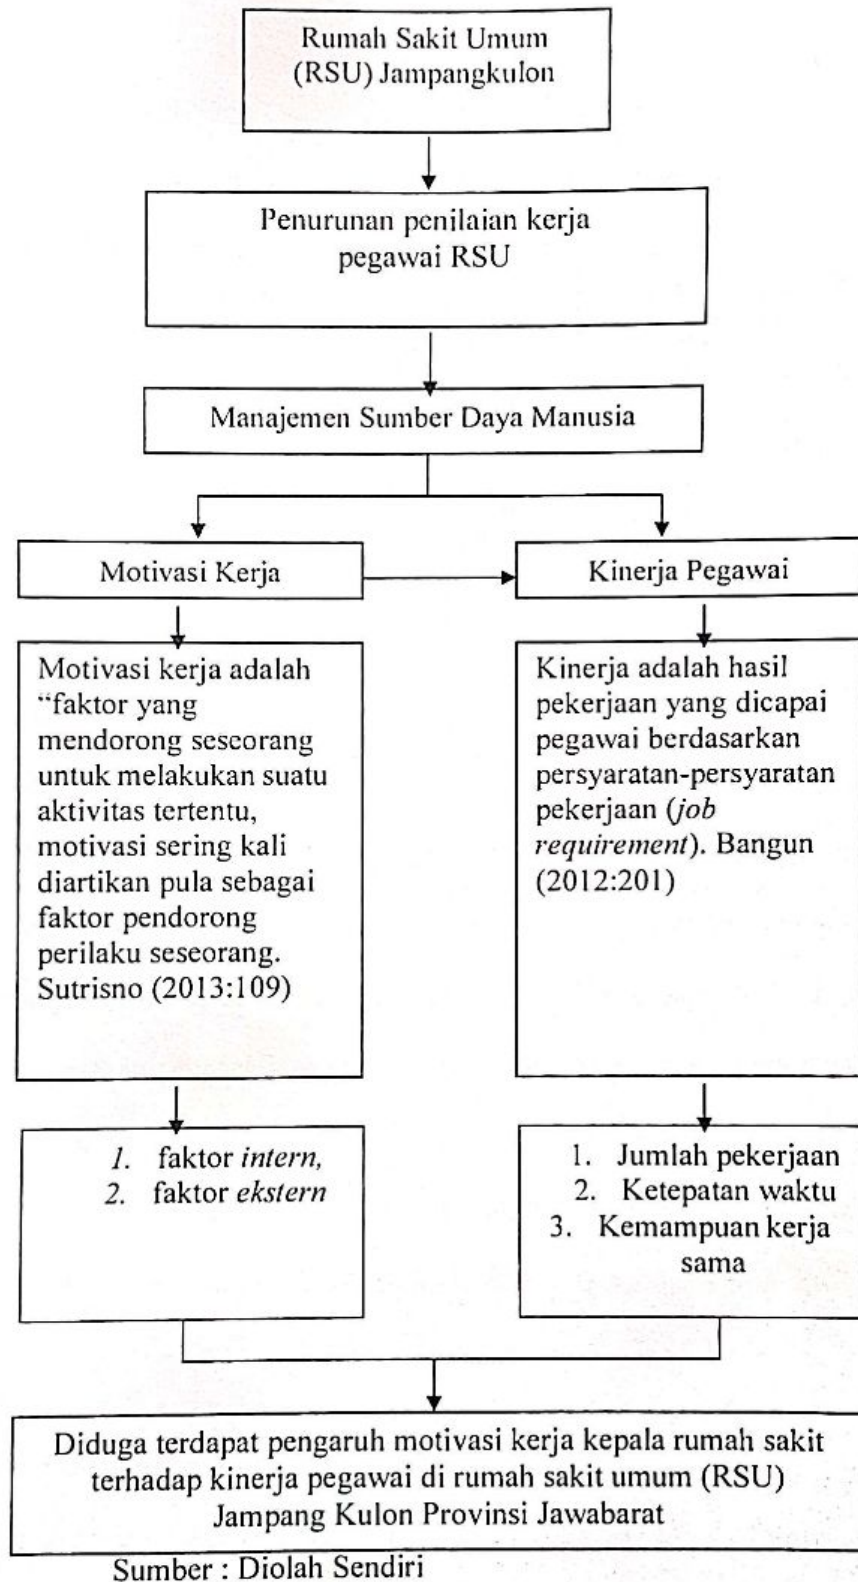 Rumah Sakit Umum
(RSU) Jampangkulon
Penurunan penilaian kerja
pegawai RSU
Manajemen Sumber Daya Manusia
Motivasi Kerja
Kinerja Pegawai
Motivasi kerja adalah
“faktor yang
mendorong seseorang
untuk melakukan suatu
aktivitas tertentu,
motivasi sering kali
diartikan pula sebagai
faktor pendorong
perilaku seseorang.
Sutrisno (2013:109)
Kinerja adalah hasil
pekerjaan yang dicapai
pegawai berdasarkan
persyaratan-persyaratan
pekerjaan (job
requirement). Bangun
(2012:201)
1. faktor intern,
2. faktor ekstern
1. Jumlah pekerjaan
2. Ketepatan waktu
3. Kemampuan kerja
sama
Diduga terdapat pengaruh motivasi kerja kepala rumah sakit
terhadap kinerja pegawai di rumah sakit umum (RSU)
Jampang Kulon Provinsi Jawabarat
Sumber : Diolah Sendiri